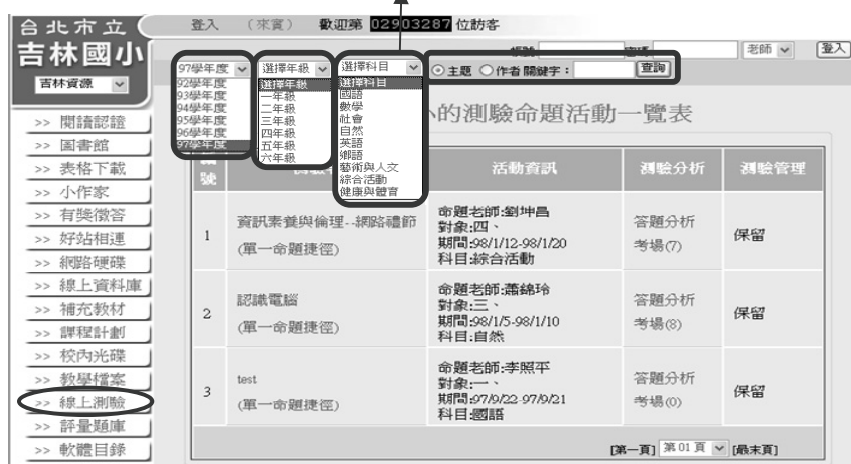 台北市立
吉林國小
吉林資源
登入 (來賓) 歡迎第 02903287 位訪客
老師 登入
97學年度
92學年度
93學年度
94學年度
95學年度
96學年度
97學年度
選擇年級
選擇年級
一年級
二年級
三年級
四年級
五年級
六年級
選擇科目
選擇科目
國語
數學
社會
自然
英語
鄉語
藝術與人文
綜合活動
健康與體育
主題 作者 關鍵字： 查詢
的測驗命題活動一覽表
>> 閱讀認證
>> 圖書館
>> 表格下載
>> 小作家
>> 有獎徵答
>> 好站相連
>> 網路硬碟
>> 線上資料庫
>> 補充教材
>> 課程計劃
>> 校內光碟
>> 教學檔案
>> 線上測驗
>> 評量題庫
>> 軟體目錄
號 活動資訊 測驗分析 測驗管理
1
資訊素養與倫理--網路禮節
(單一命題捷徑)
命題老師:劉坤昌
對象:四、
期間:98/1/12-98/1/20
科目:綜合活動
答題分析
考場(7)
保留
2
認識電腦
(單一命題捷徑)
命題老師:蕭錦玲
對象:三、
期間:98/1/5-98/1/10
科目:自然
答題分析
考場(8)
保留
3
test
(單一命題捷徑)
命題老師:李照平
對象:一、
期間:97/9/22-97/9/21
科目:國語
答題分析
考場(0)
保留
[第一頁] 第 01 頁 [最末頁]